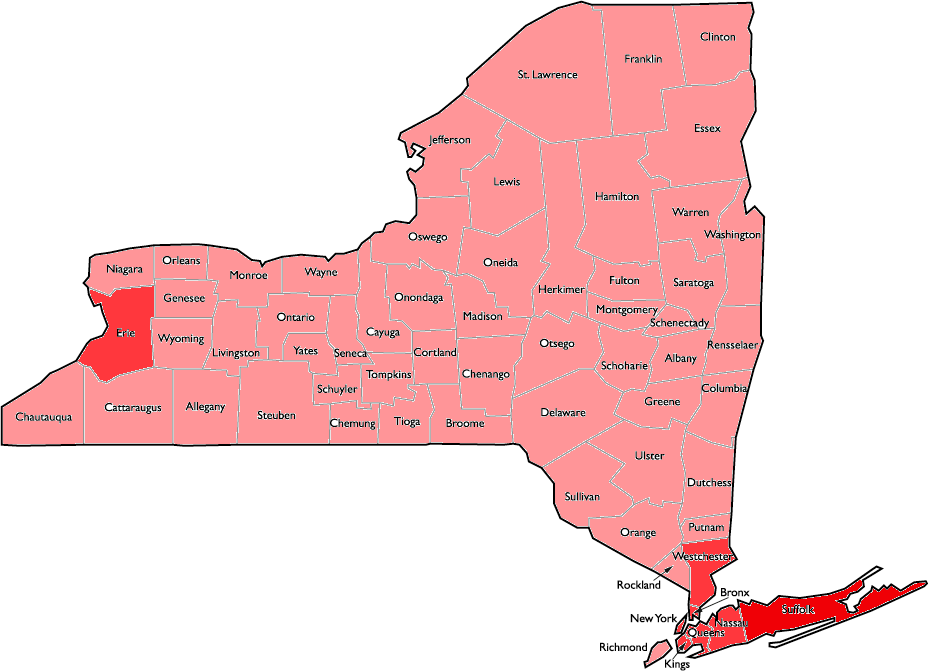 Clinton
Franklin
St. Lawrence
Essex
Jefferson
Lewis
Hamilton
Warren
Washington
Oswego
Oneida
Herkimer
Fulton
Saratoga
Niagara
Orleans
Monroe
Wayne
Genesee
Onondaga
Madison
Montgomery
Schenectady
Ontario
Erie
Wyoming
Cayuga
Otsego
Rensselaer
Livingston
Yates
Seneca
Cortland
Schoharie
Albany
Tompkins
Chenango
Schuyler
Columbia
Greene
Chautauqua
Cattaraugus
Allegany
Steuben
Chemung
Tioga
Broome
Delaware
Ulster
Dutchess
Sullivan
Putnam
Orange
Westchester
Rockland
Bronx
Suffolk
New York
Nassau
Queens
Richmond
Kings